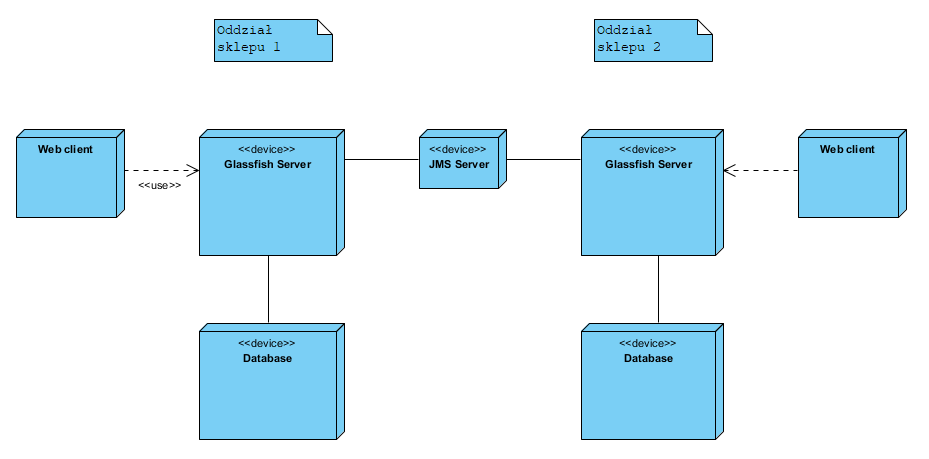 Oddział
sklepu 1
Oddział
sklepu 2
Web client
<<use>>
<<device>>
Glassfish Server
<<device>>
JMS Server
<<device>>
Glassfish Server
Web client
<<device>>
Database
<<device>>
Database